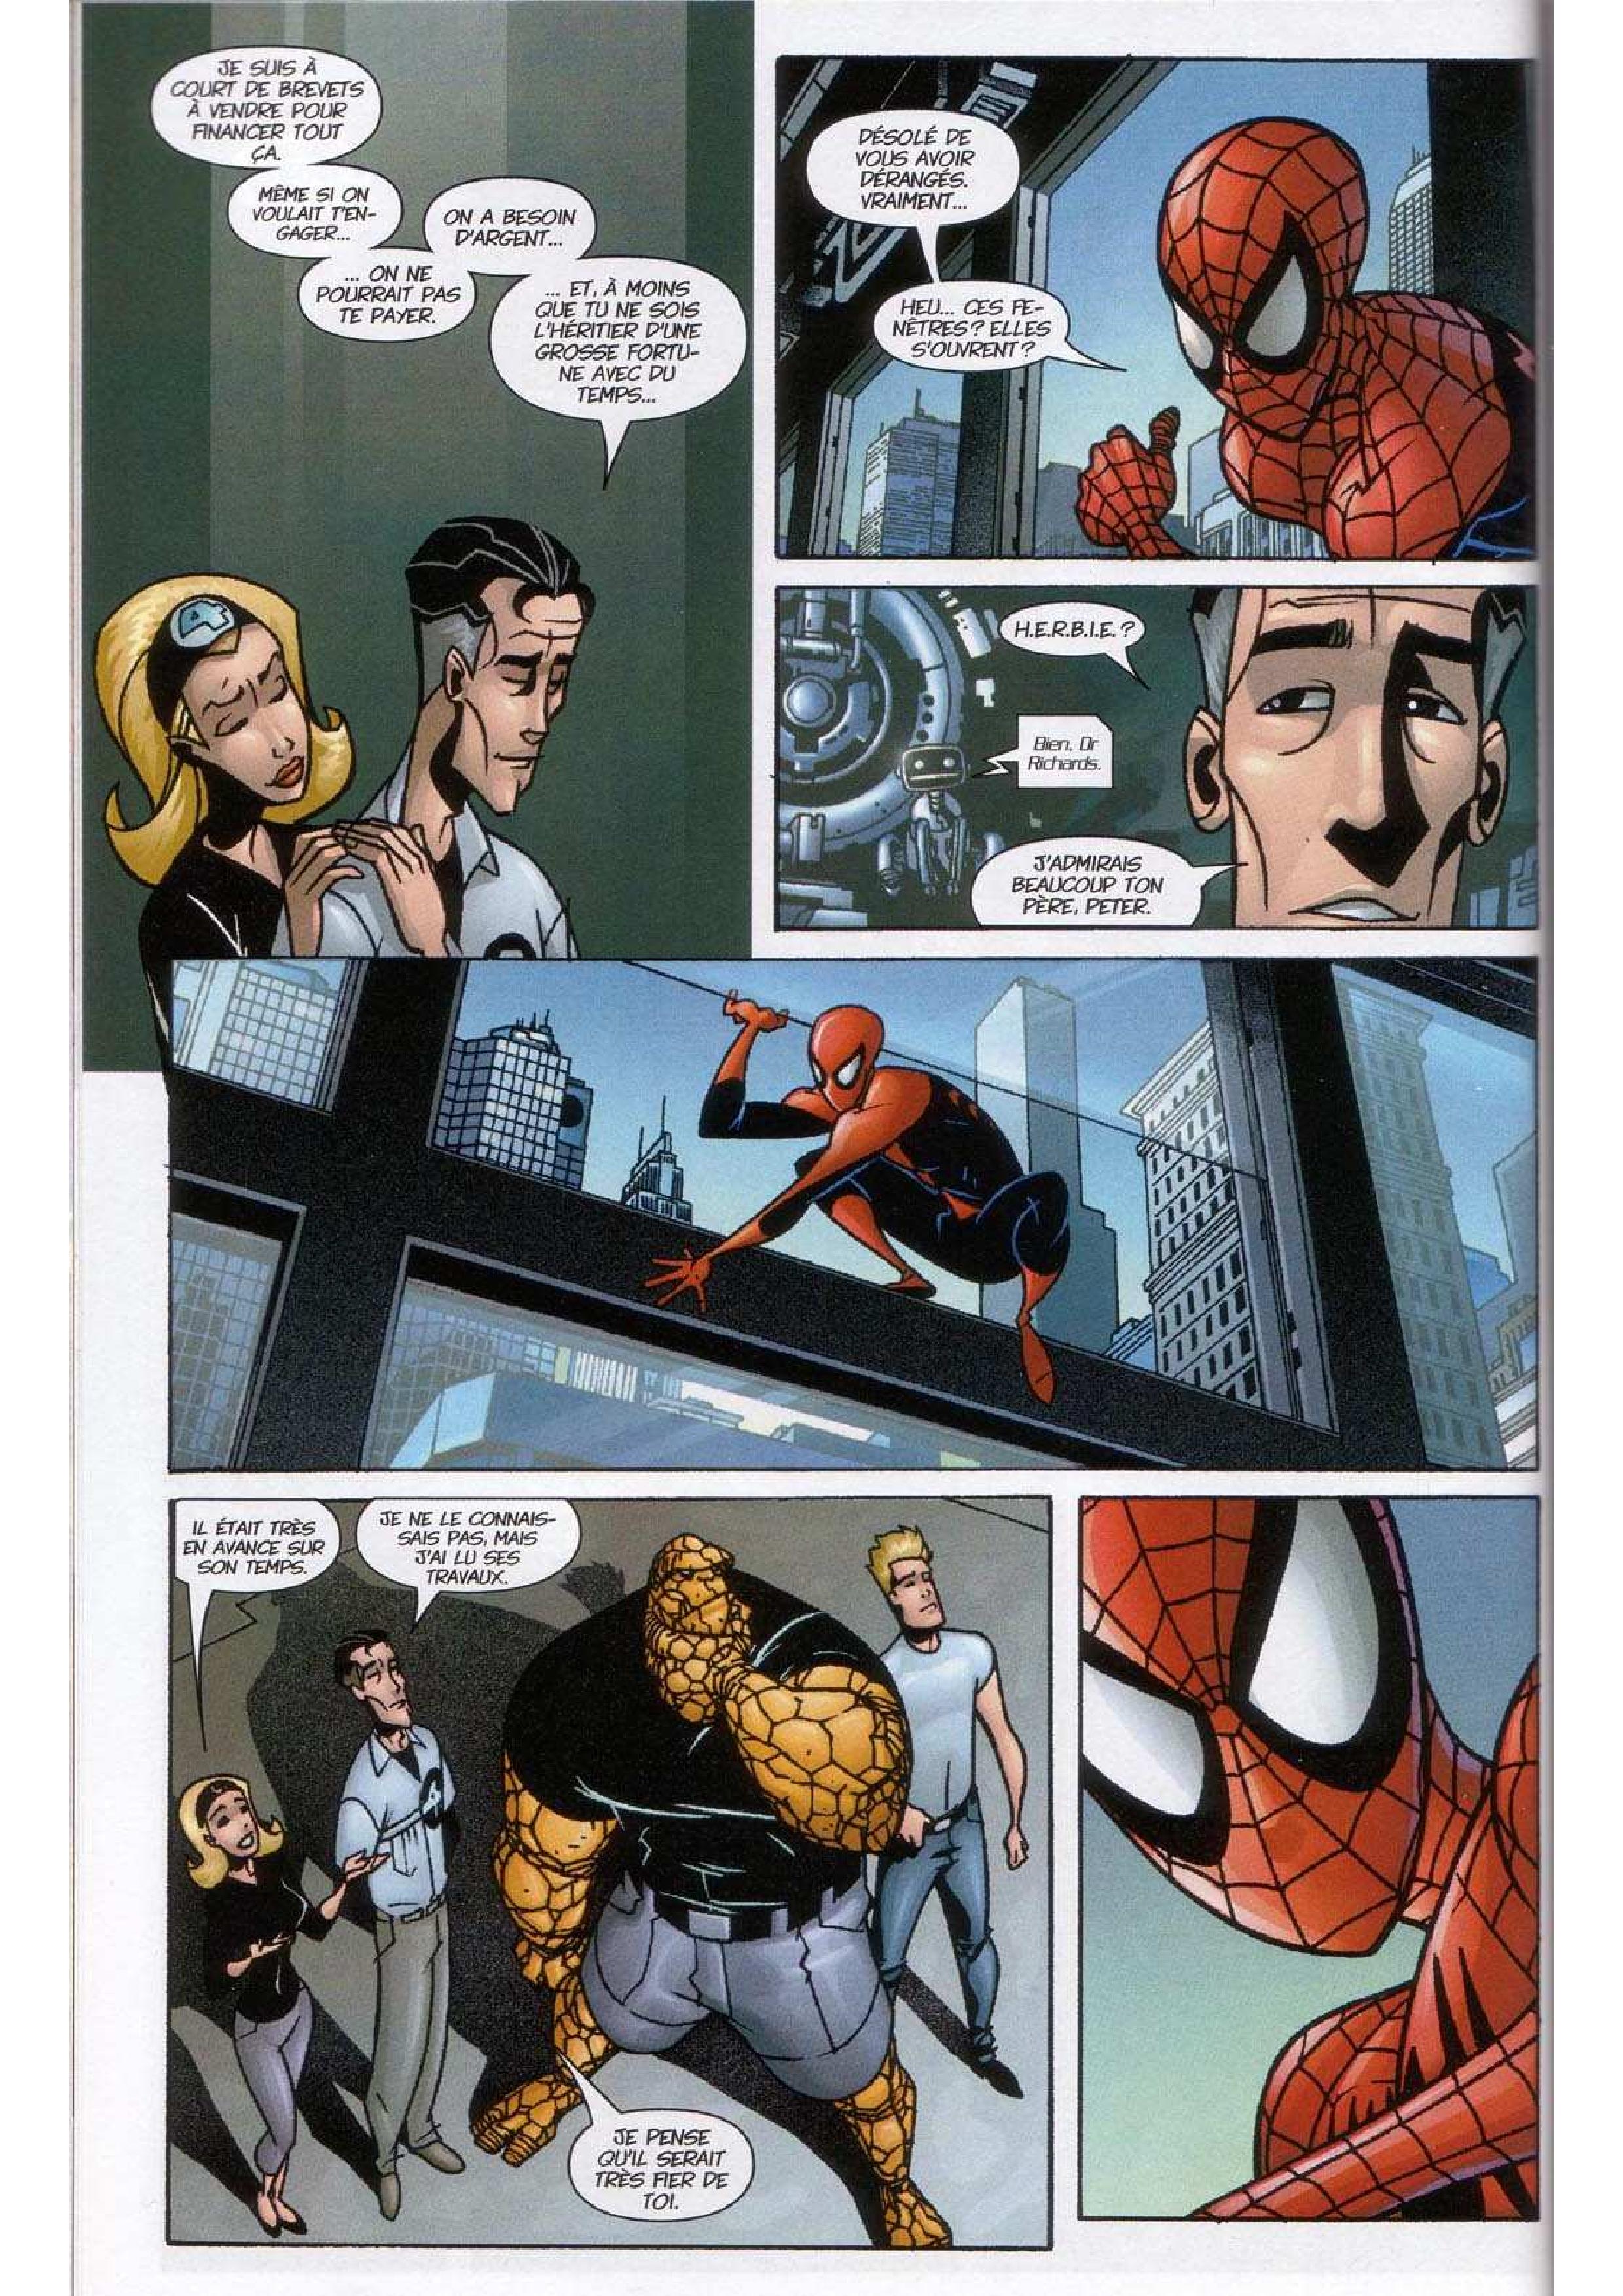 JE SUIS À
COURT DE BREVETS
À VENDRE POUR
FINANCER TOUT
ÇA.
MÊME SI ON
VOULAIT T'EN-
GAGER...
... ON NE
POURRAIT PAS
TE PAYER.
ON A BESOIN
D'ARGENT...
... ET, À MOINS
QUE TU NE SOIS
L'HÉRITIER D'UNE
GROSSE FORTU-
NE AVEC DU
TEMPS...
4
DÉSOLÉ DE
VOUS AVOIR
DÉRANGÉS.
VRAIMENT...
HEU... CES FE-
NÊTRES? ELLES
S'OUVRENT?
H.E.R.B.I.E.?
Bien, Dr
Richards.
J'ADMIRAIS
BEAUCOUP TON
PÈRE, PETER.
IL ÉTAIT TRÈS
EN AVANCE SUR
SON TEMPS.
JE NE LE CONNAIS-
SAIS PAS, MAIS
J'AI LU SES
TRAVAUX.
JE PENSE
QU'IL SERAIT
TRÈS FIER DE
TOI.